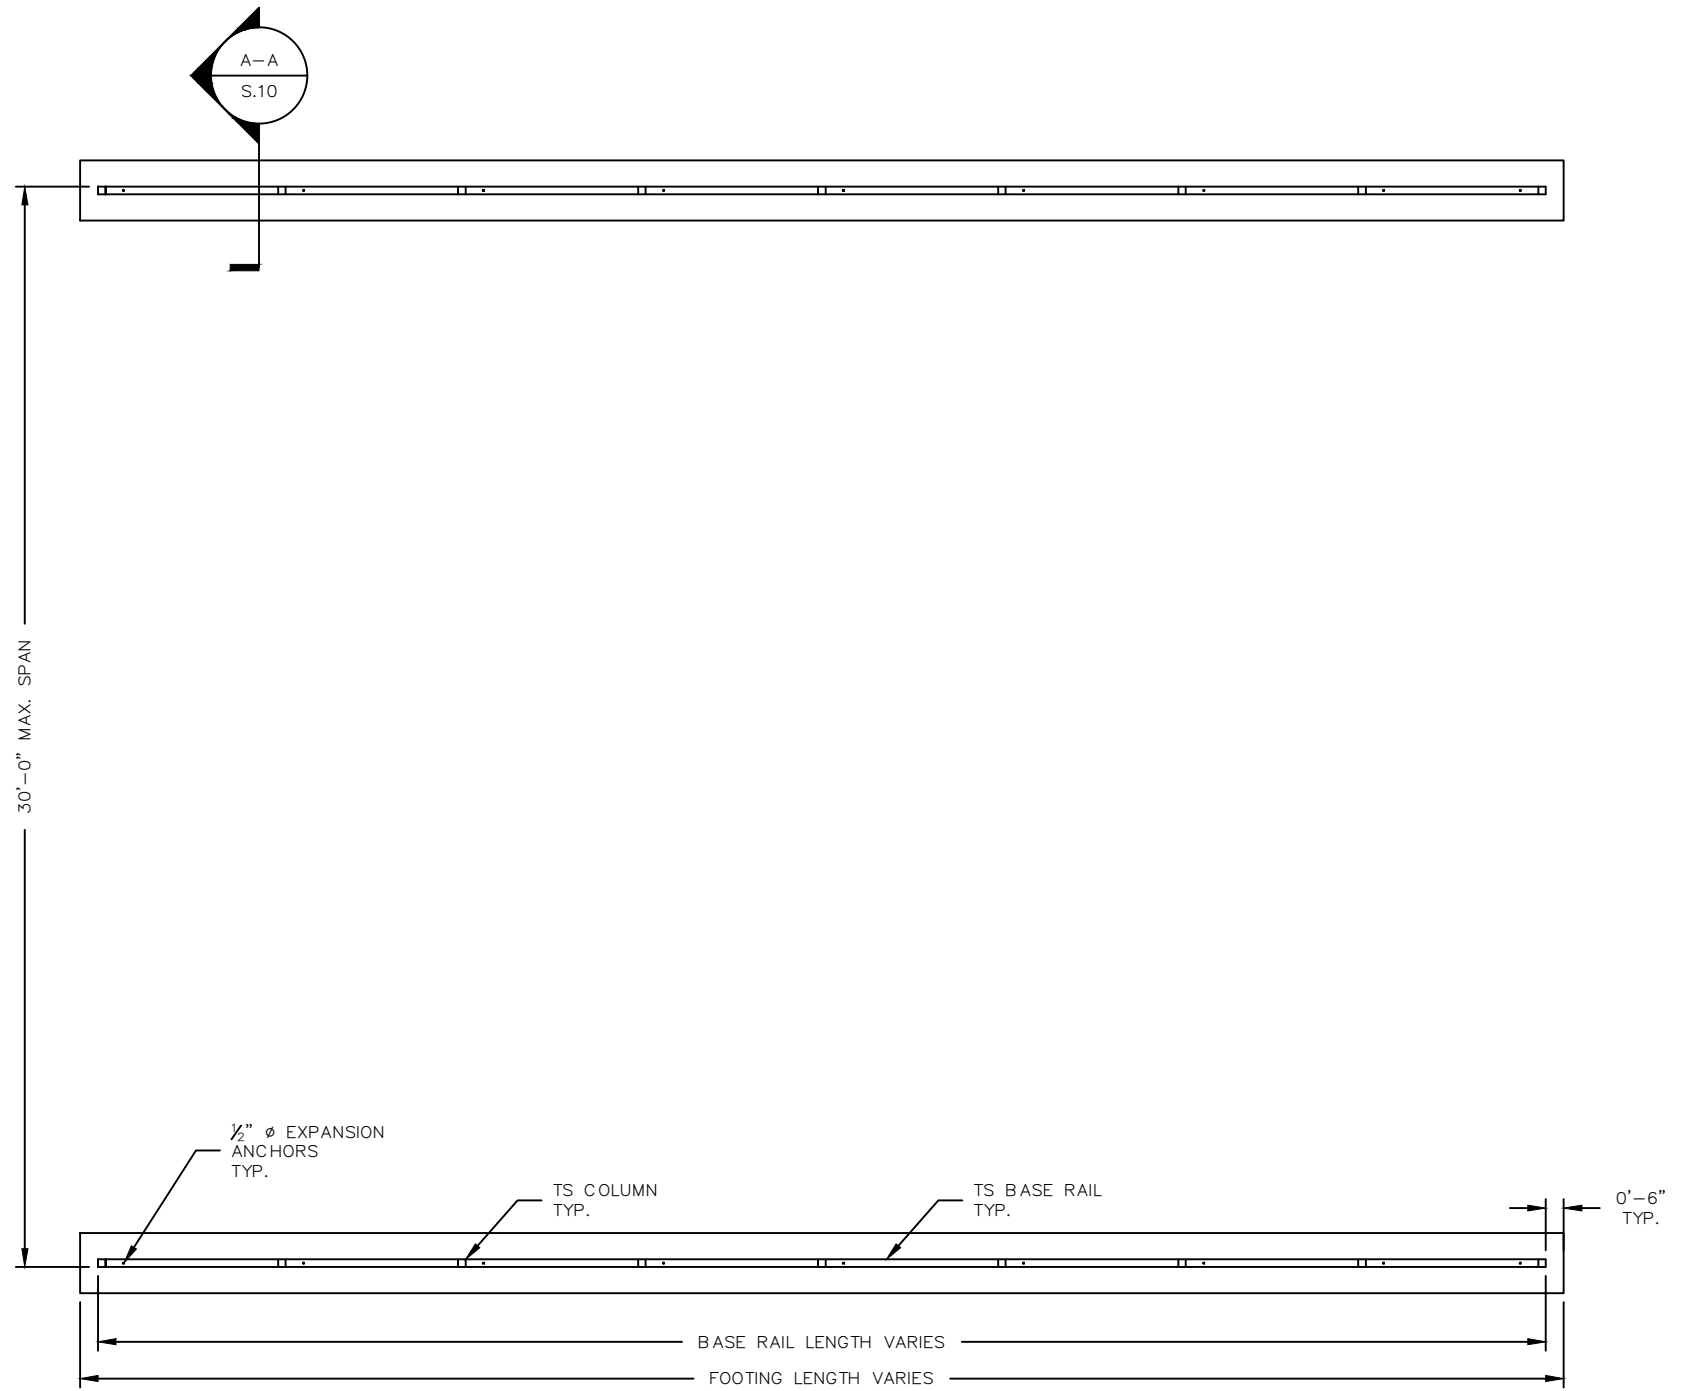 A-A
S.10
30'-0" MAX. SPAN
½" ø EXPANSION
ANCHORS
TYP.
TS COLUMN
TYP.
TS BASE RAIL
TYP.
0'-6"
TYP.
BASE RAIL LENGTH VARIES
FOOTING LENGTH VARIES